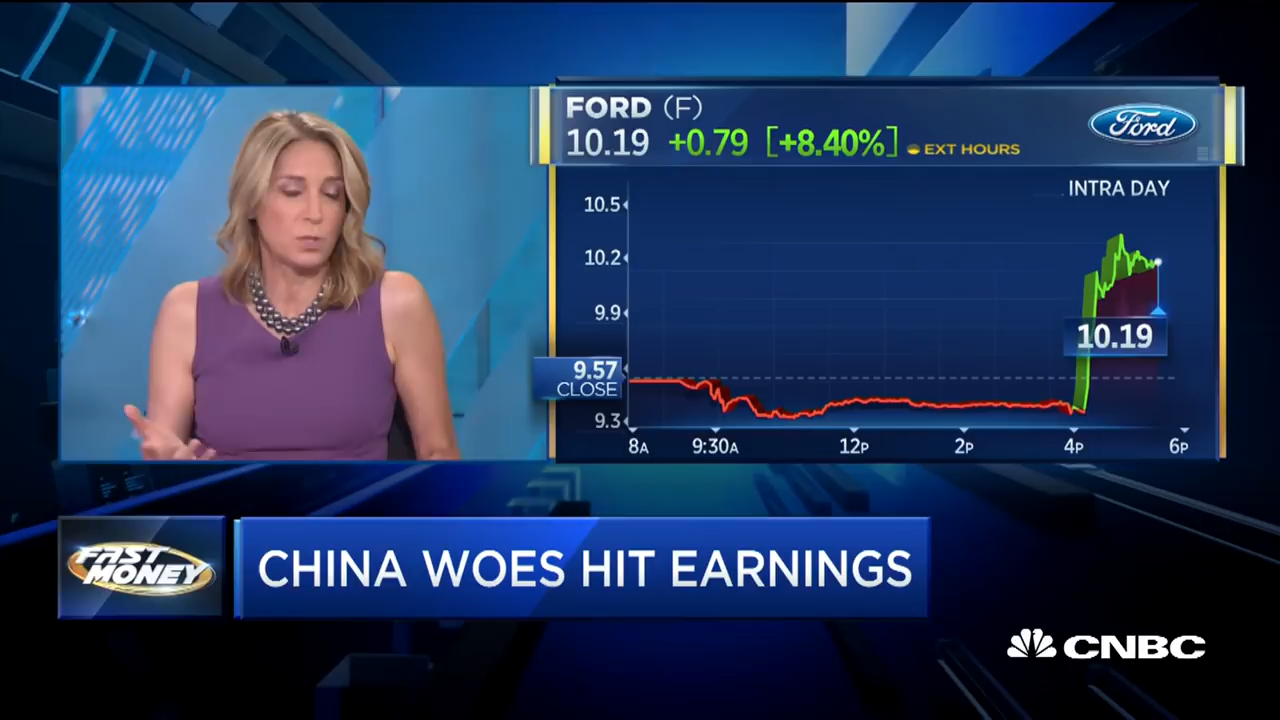 FORD (F)
10.19 +0.79 [+8.40%] EXT HOURS
Ford
INTRA DAY
10.5
10.2
9.9
10.19
9.57
CLOSE
9.3
8A 9:30A 12P 2P 4P 6P
FAST
MONEY
CHINA WOES HIT EARNINGS
CNBC